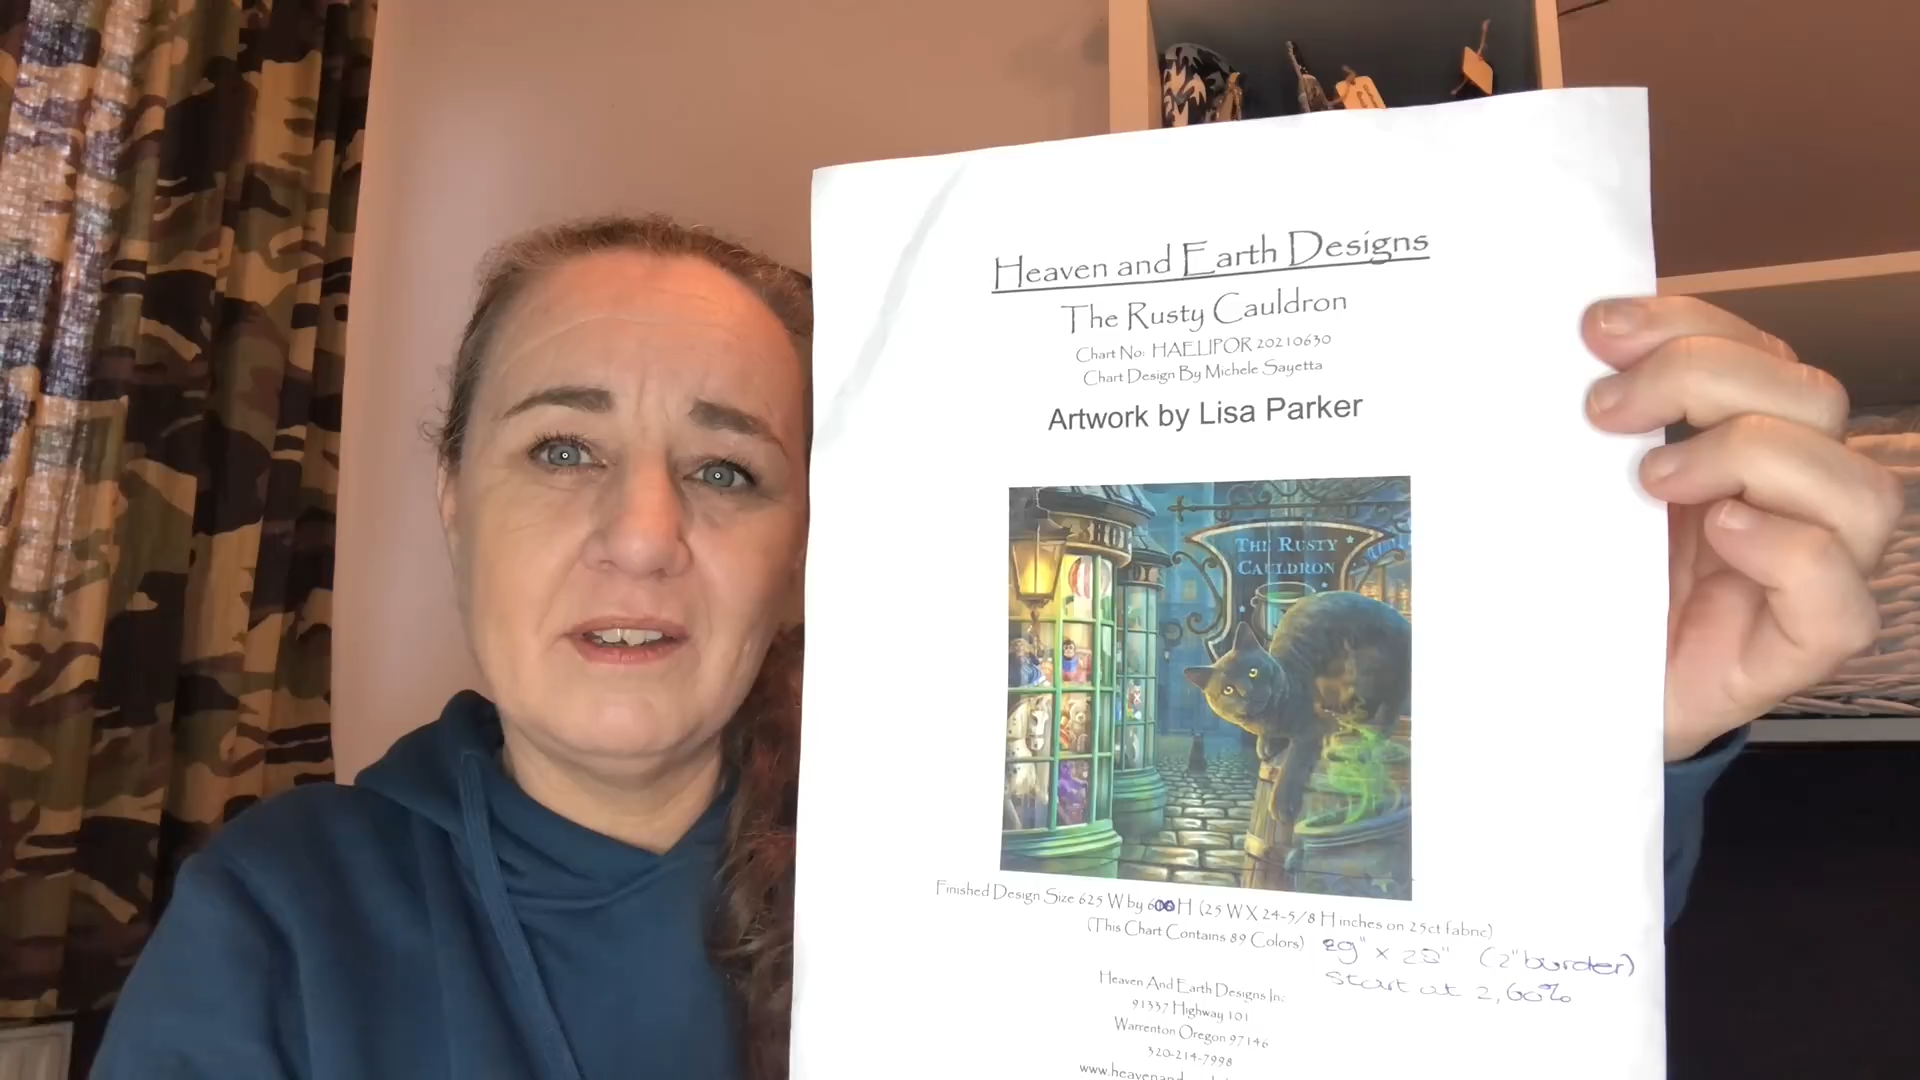 Heaven and Earth Designs
The Rusty Cauldron
Chart No: HAELIPOR 20210630
Chart Design By Michele Sayetta
Artwork by Lisa Parker
THE RUSTY
CAULDRON
Finished Design Size 625 W by 600 H (25 W X 24-5/8 H inches on 25ct fabric)
(This Chart Contains 89 Colors)
29" x 28" (2" border)
start at 2,60%
Heaven And Earth Designs Inc
91337 Highway 101
Warrenton Oregon 97146
320-214-7998